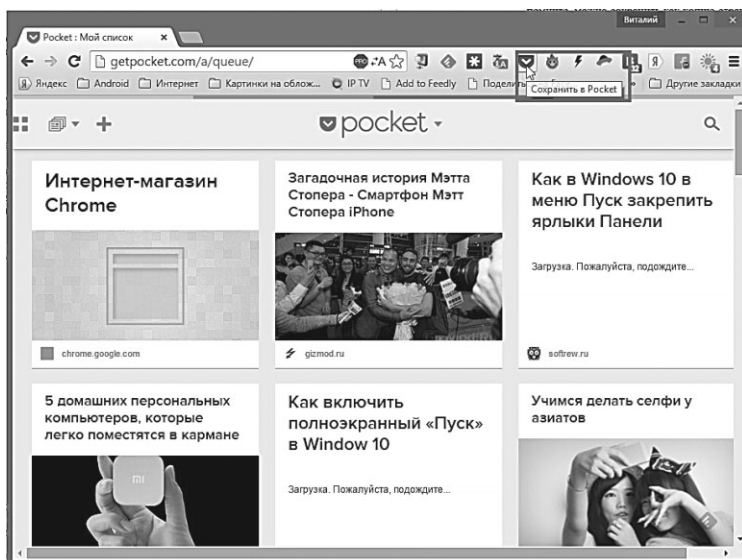 Виталий
Pocket : Мой список
getpocket.com/a/queue/
Яндекс Android Интернет Картинки на облож... IP TV Add to Feedly Другие закладки
Сохранить в Pocket
pocket
Интернет-магазин
Chrome
chrome.google.com
Загадочная история Мэтта
Стопера - Смартфон Мэтт
Стопера iPhone
gizmod.ru
Как в Windows 10 в
меню Пуск закрепить
ярлыки Панели
Загрузка. Пожалуйста, подождите...
softrew.ru
5 домашних персональных
компьютеров, которые
легко поместятся в кармане
Как включить
полноэкранный «Пуск»
в Window 10
Загрузка. Пожалуйста, подождите...
Учимся делать селфи у
азиатов